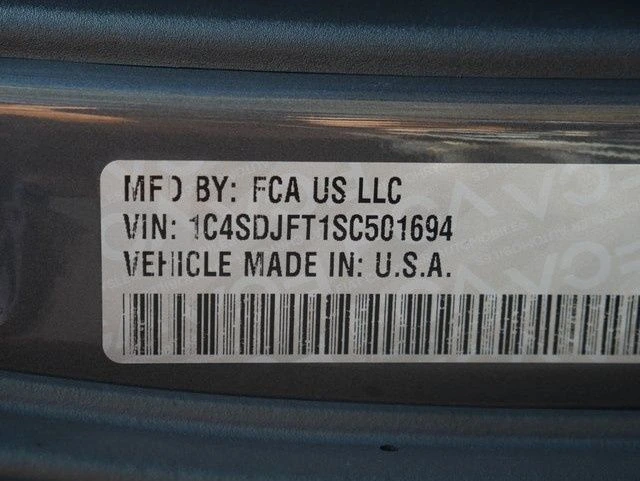 MFD BY: FCA US LLC
VIN: 1C4SDJFT1SC501694
VEHICLE MADE IN: U.S.A.